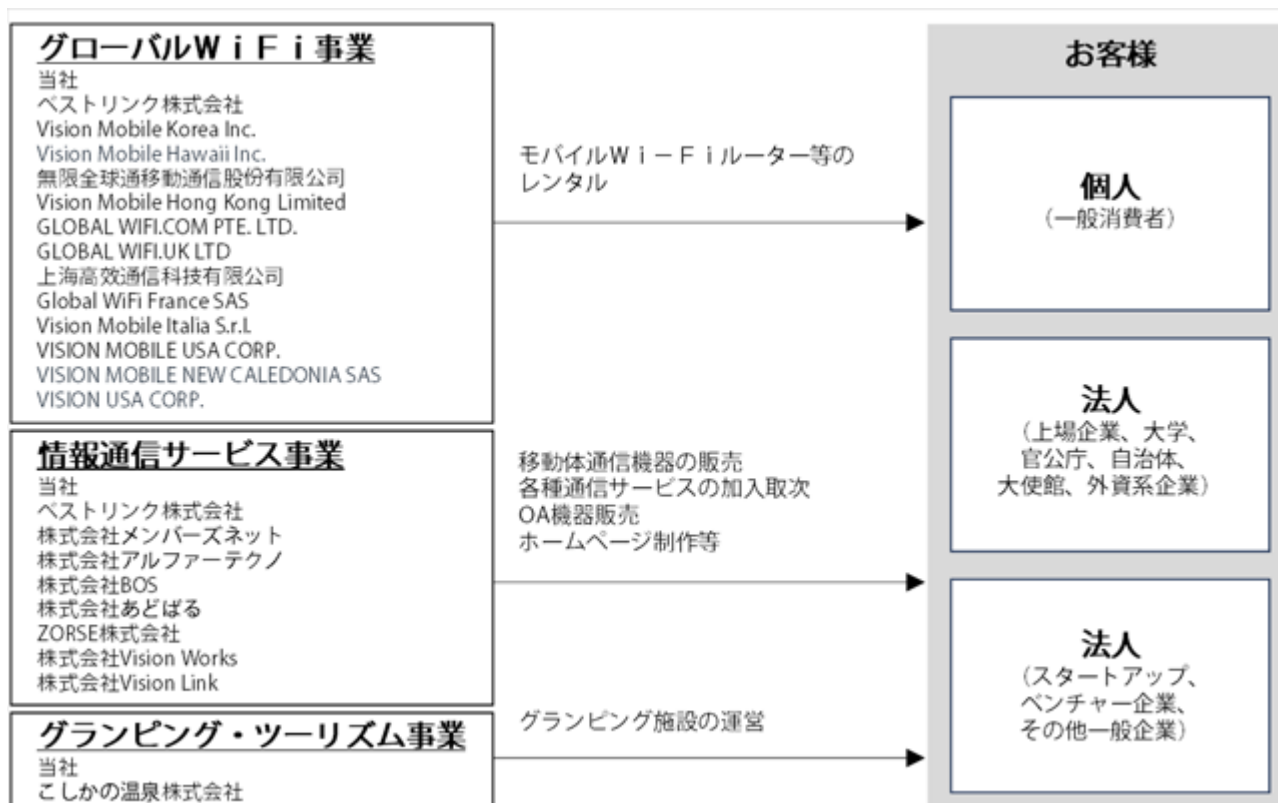 グローバルＷｉＦｉ事業
当社
ベストリンク株式会社
Vision Mobile Korea Inc.
Vision Mobile Hawaii Inc.
無限全球通移動通信股份有限公司
Vision Mobile Hong Kong Limited
GLOBAL WIFI.COM PTE. LTD.
GLOBAL WIFI.UK LTD
上海高效通信科技有限公司
Global WiFi France SAS
Vision Mobile Italia S.r.l.
VISION MOBILE USA CORP.
VISION MOBILE NEW CALEDONIA SAS
VISION USA CORP.
モバイルＷｉ－Ｆｉルーター等の
レンタル
情報通信サービス事業
当社
ベストリンク株式会社
株式会社メンバーズネット
株式会社アルファーテクノ
株式会社BOS
株式会社あどばる
ZORSE株式会社
株式会社Vision Works
株式会社Vision Link
移動体通信機器の販売
各種通信サービスの加入取次
OA機器販売
ホームページ制作等
グランピング・ツーリズム事業
当社
こしかの温泉株式会社
グランピング施設の運営
お客様
個人
（一般消費者）
法人
（上場企業、大学、
官公庁、自治体、
大使館、外資系企業）
法人
（スタートアップ、
ベンチャー企業、
その他一般企業）